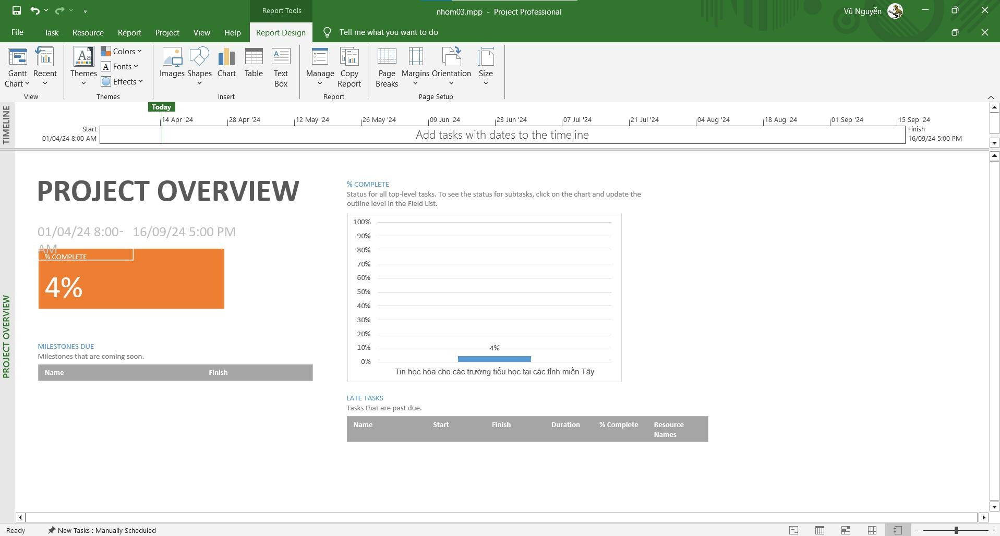 Report Tools
nhom03.mpp - Project Professional
Vũ Nguyễn
File Task Resource Report Project View Help Report Design Tell me what you want to do
Gantt Chart
Recent
View
Themes
Colors
Fonts
Effects
Themes
Images
Shapes
Chart
Table
Text Box
Insert
Manage
Copy Report
Report
Page Breaks
Margins
Orientation
Size
Page Setup
TIMELINE
Today
14 Apr '24 28 Apr '24 12 May '24 26 May '24 09 Jun '24 23 Jun '24 07 Jul '24 21 Jul '24 04 Aug '24 18 Aug '24 01 Sep '24 15 Sep '24
Start
01/04/24 8:00 AM
Add tasks with dates to the timeline
Finish
16/09/24 5:00 PM
PROJECT OVERVIEW
PROJECT OVERVIEW
01/04/24 8:00 AM - 16/09/24 5:00 PM
% COMPLETE
4%
MILESTONES DUE
Milestones that are coming soon.
Name Finish
% COMPLETE
Status for all top-level tasks. To see the status for subtasks, click on the chart and update the
outline level in the Field List.
100%
90%
80%
70%
60%
50%
40%
30%
20%
10%
0%
4%
Tin học hóa cho các trường tiểu học tại các tỉnh miền Tây
LATE TASKS
Tasks that are past due.
Name Start Finish Duration % Complete Resource Names
Ready New Tasks : Manually Scheduled